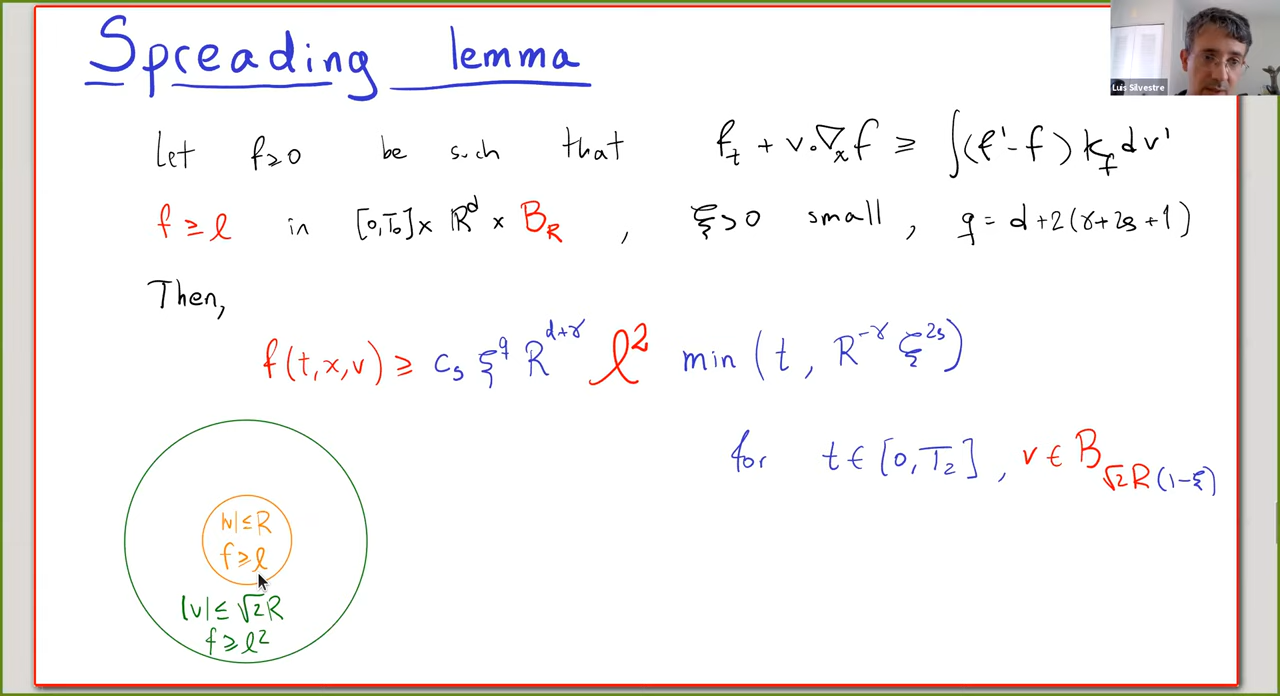 Spreading lemma
Luis Silvestre
Let f≥0 be such that f_t + v·∇_x f ≥ ∫(f'-f) K_f dv'
f ≥ l in [0,T_0]× ℝ^d × B_R , ξ>0 small , q = d+2(γ+2s+1)
Then,
f(t,x,v) ≥ c_s ξ^q R^{d+γ} l^2 min(t, R^{-γ} ξ^{2s})
for t ∈ [0,T_2], v ∈ B_{√2R(1-ξ)}
|v| ≤ R
f ≥ l
|v| ≤ √2 R
f ≥ l^2